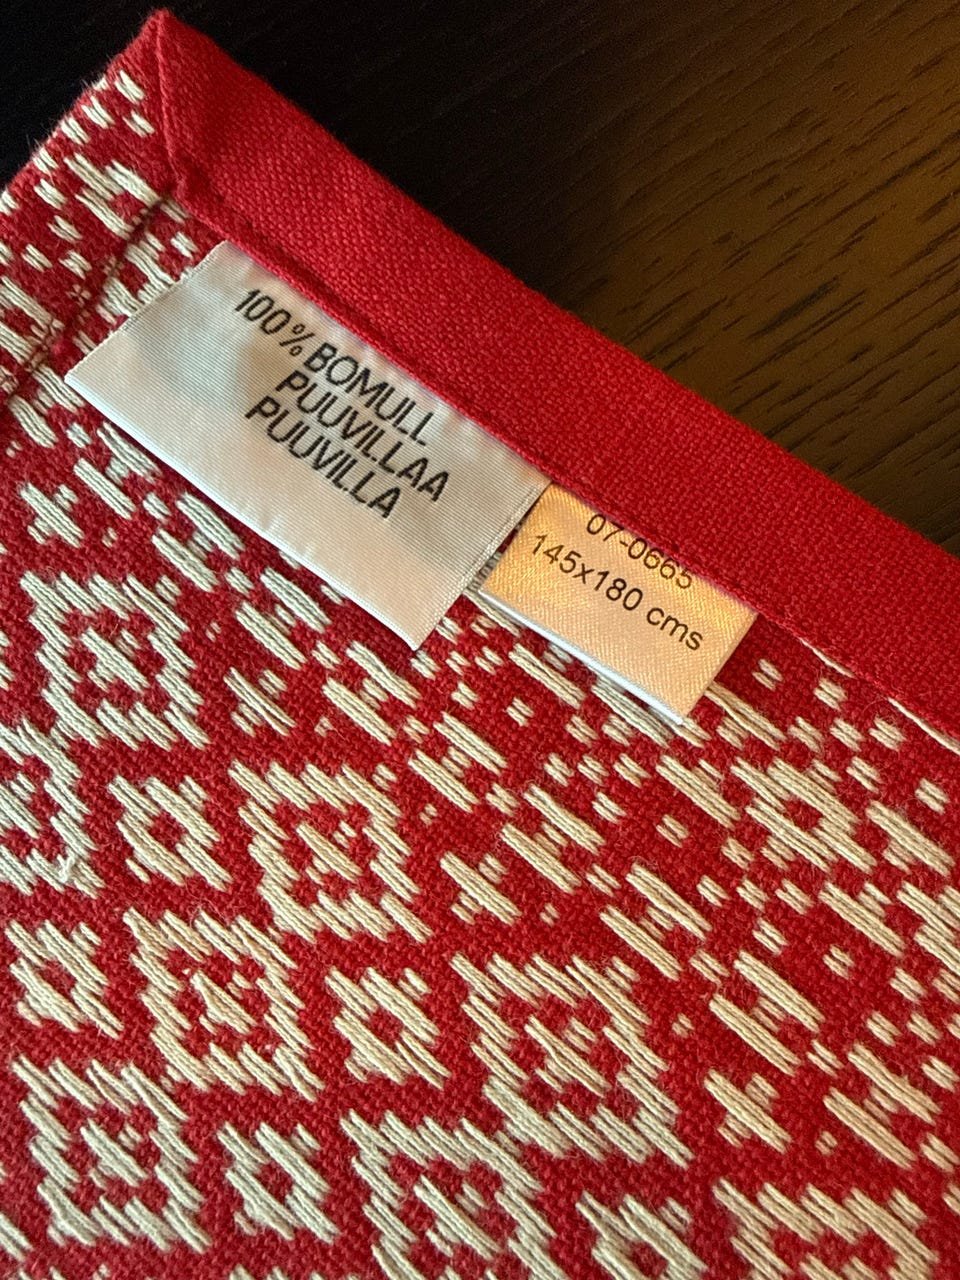 100% BOMULL
PUUVILLAA
PUUVILLA
07-0665
145x180 cms